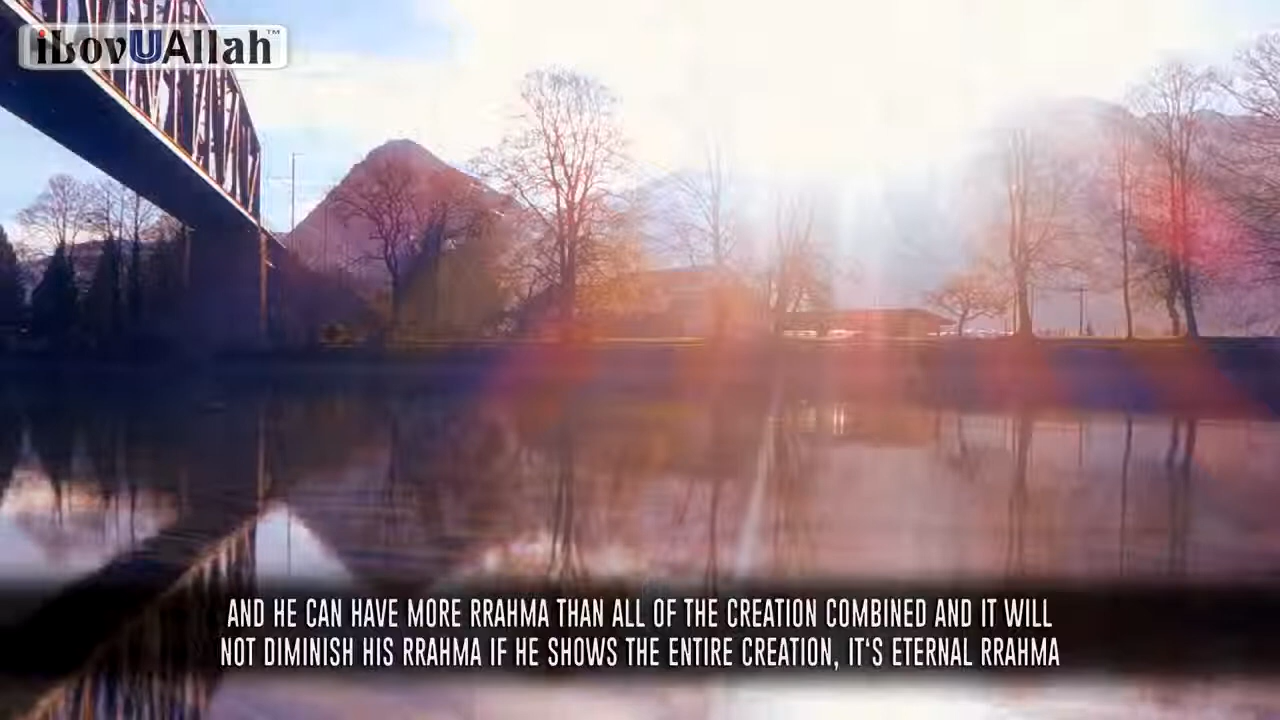 iLovUAllah™
AND HE CAN HAVE MORE RRAHMA THAN ALL OF THE CREATION COMBINED AND IT WILL
NOT DIMINISH HIS RRAHMA IF HE SHOWS THE ENTIRE CREATION, IT'S ETERNAL RRAHMA